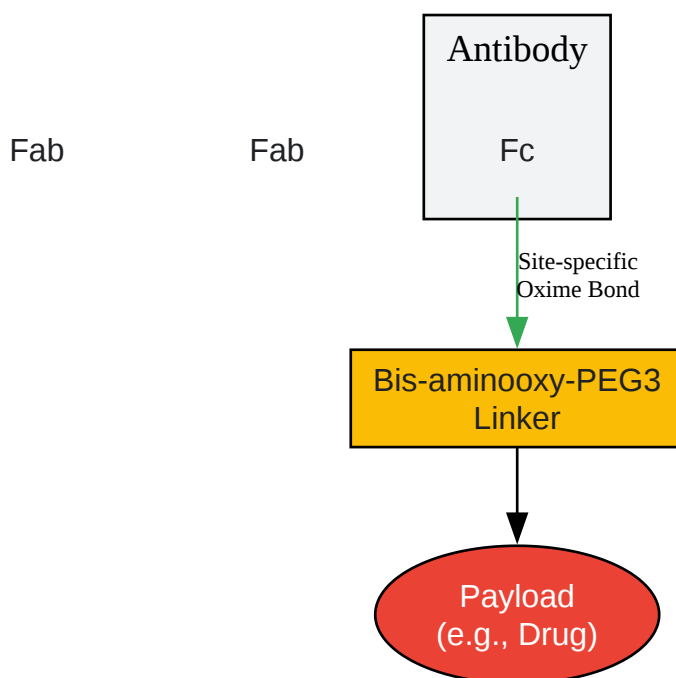 Antibody
Fab
Fab
Fc
Site-specific
Oxime Bond
Bis-aminooxy-PEG3
Linker
Payload
(e.g., Drug)